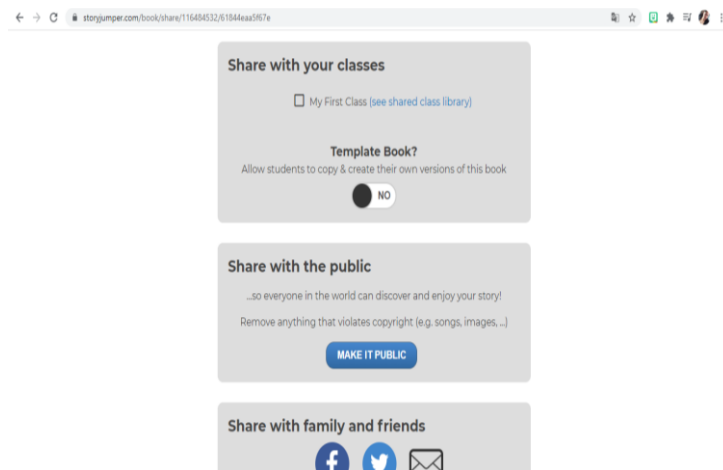 storyjumper.com/book/share/116484532/61844eaa5f67e
Share with your classes
My First Class (see shared class library)
Template Book?
Allow students to copy & create their own versions of this book
NO
Share with the public
...so everyone in the world can discover and enjoy your story!
Remove anything that violates copyright (e.g. songs, images, ...)
MAKE IT PUBLIC
Share with family and friends